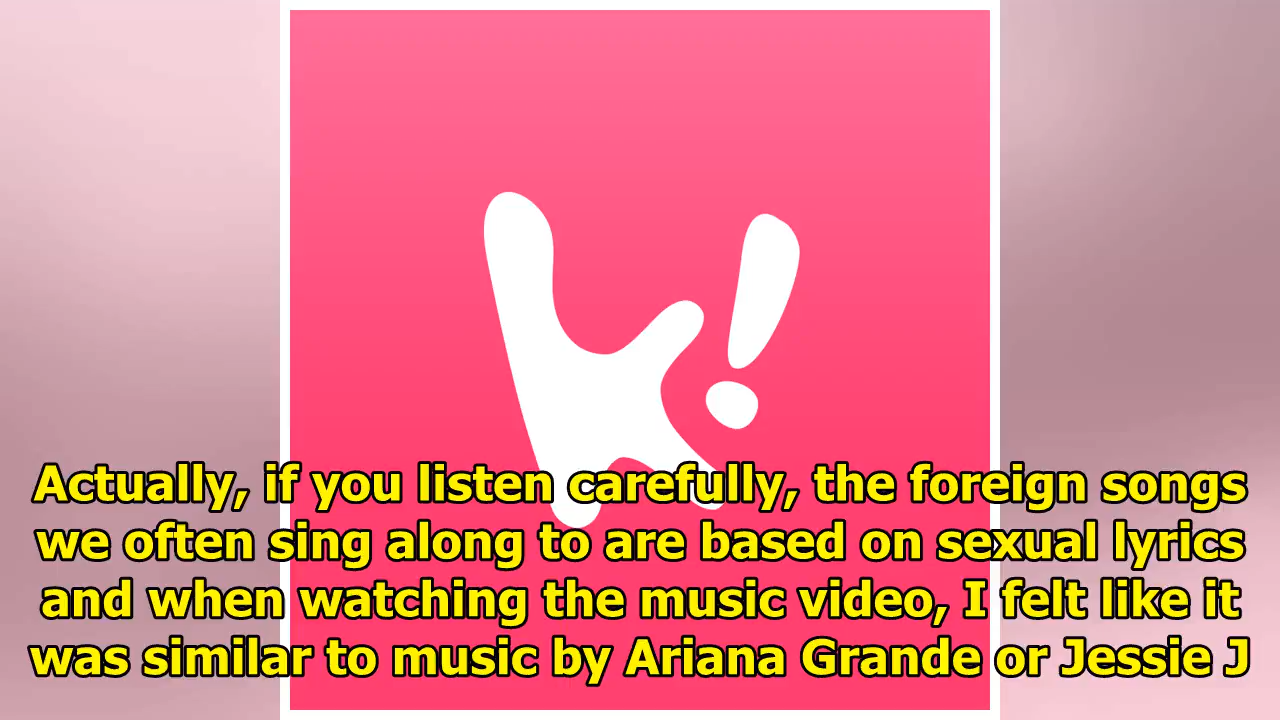 k!
Actually, if you listen carefully, the foreign songs
we often sing along to are based on sexual lyrics
and when watching the music video, I felt like it
was similar to music by Ariana Grande or Jessie J